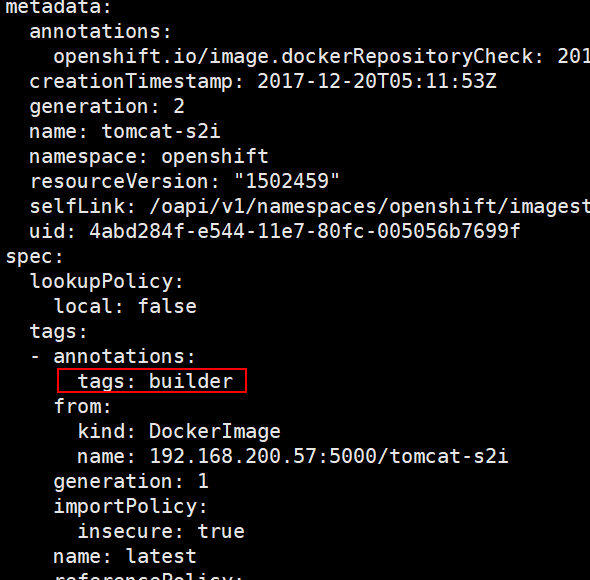 metadata:
  annotations:
    openshift.io/image.dockerRepositoryCheck: 201
  creationTimestamp: 2017-12-20T05:11:53Z
  generation: 2
  name: tomcat-s2i
  namespace: openshift
  resourceVersion: "1502459"
  selfLink: /oapi/v1/namespaces/openshift/imagest
  uid: 4abd284f-e544-11e7-80fc-005056b7699f
spec:
  lookupPolicy:
    local: false
  tags:
  - annotations:
      tags: builder
    from:
      kind: DockerImage
      name: 192.168.200.57:5000/tomcat-s2i
    generation: 1
    importPolicy:
      insecure: true
    name: latest
    referencePolicy: